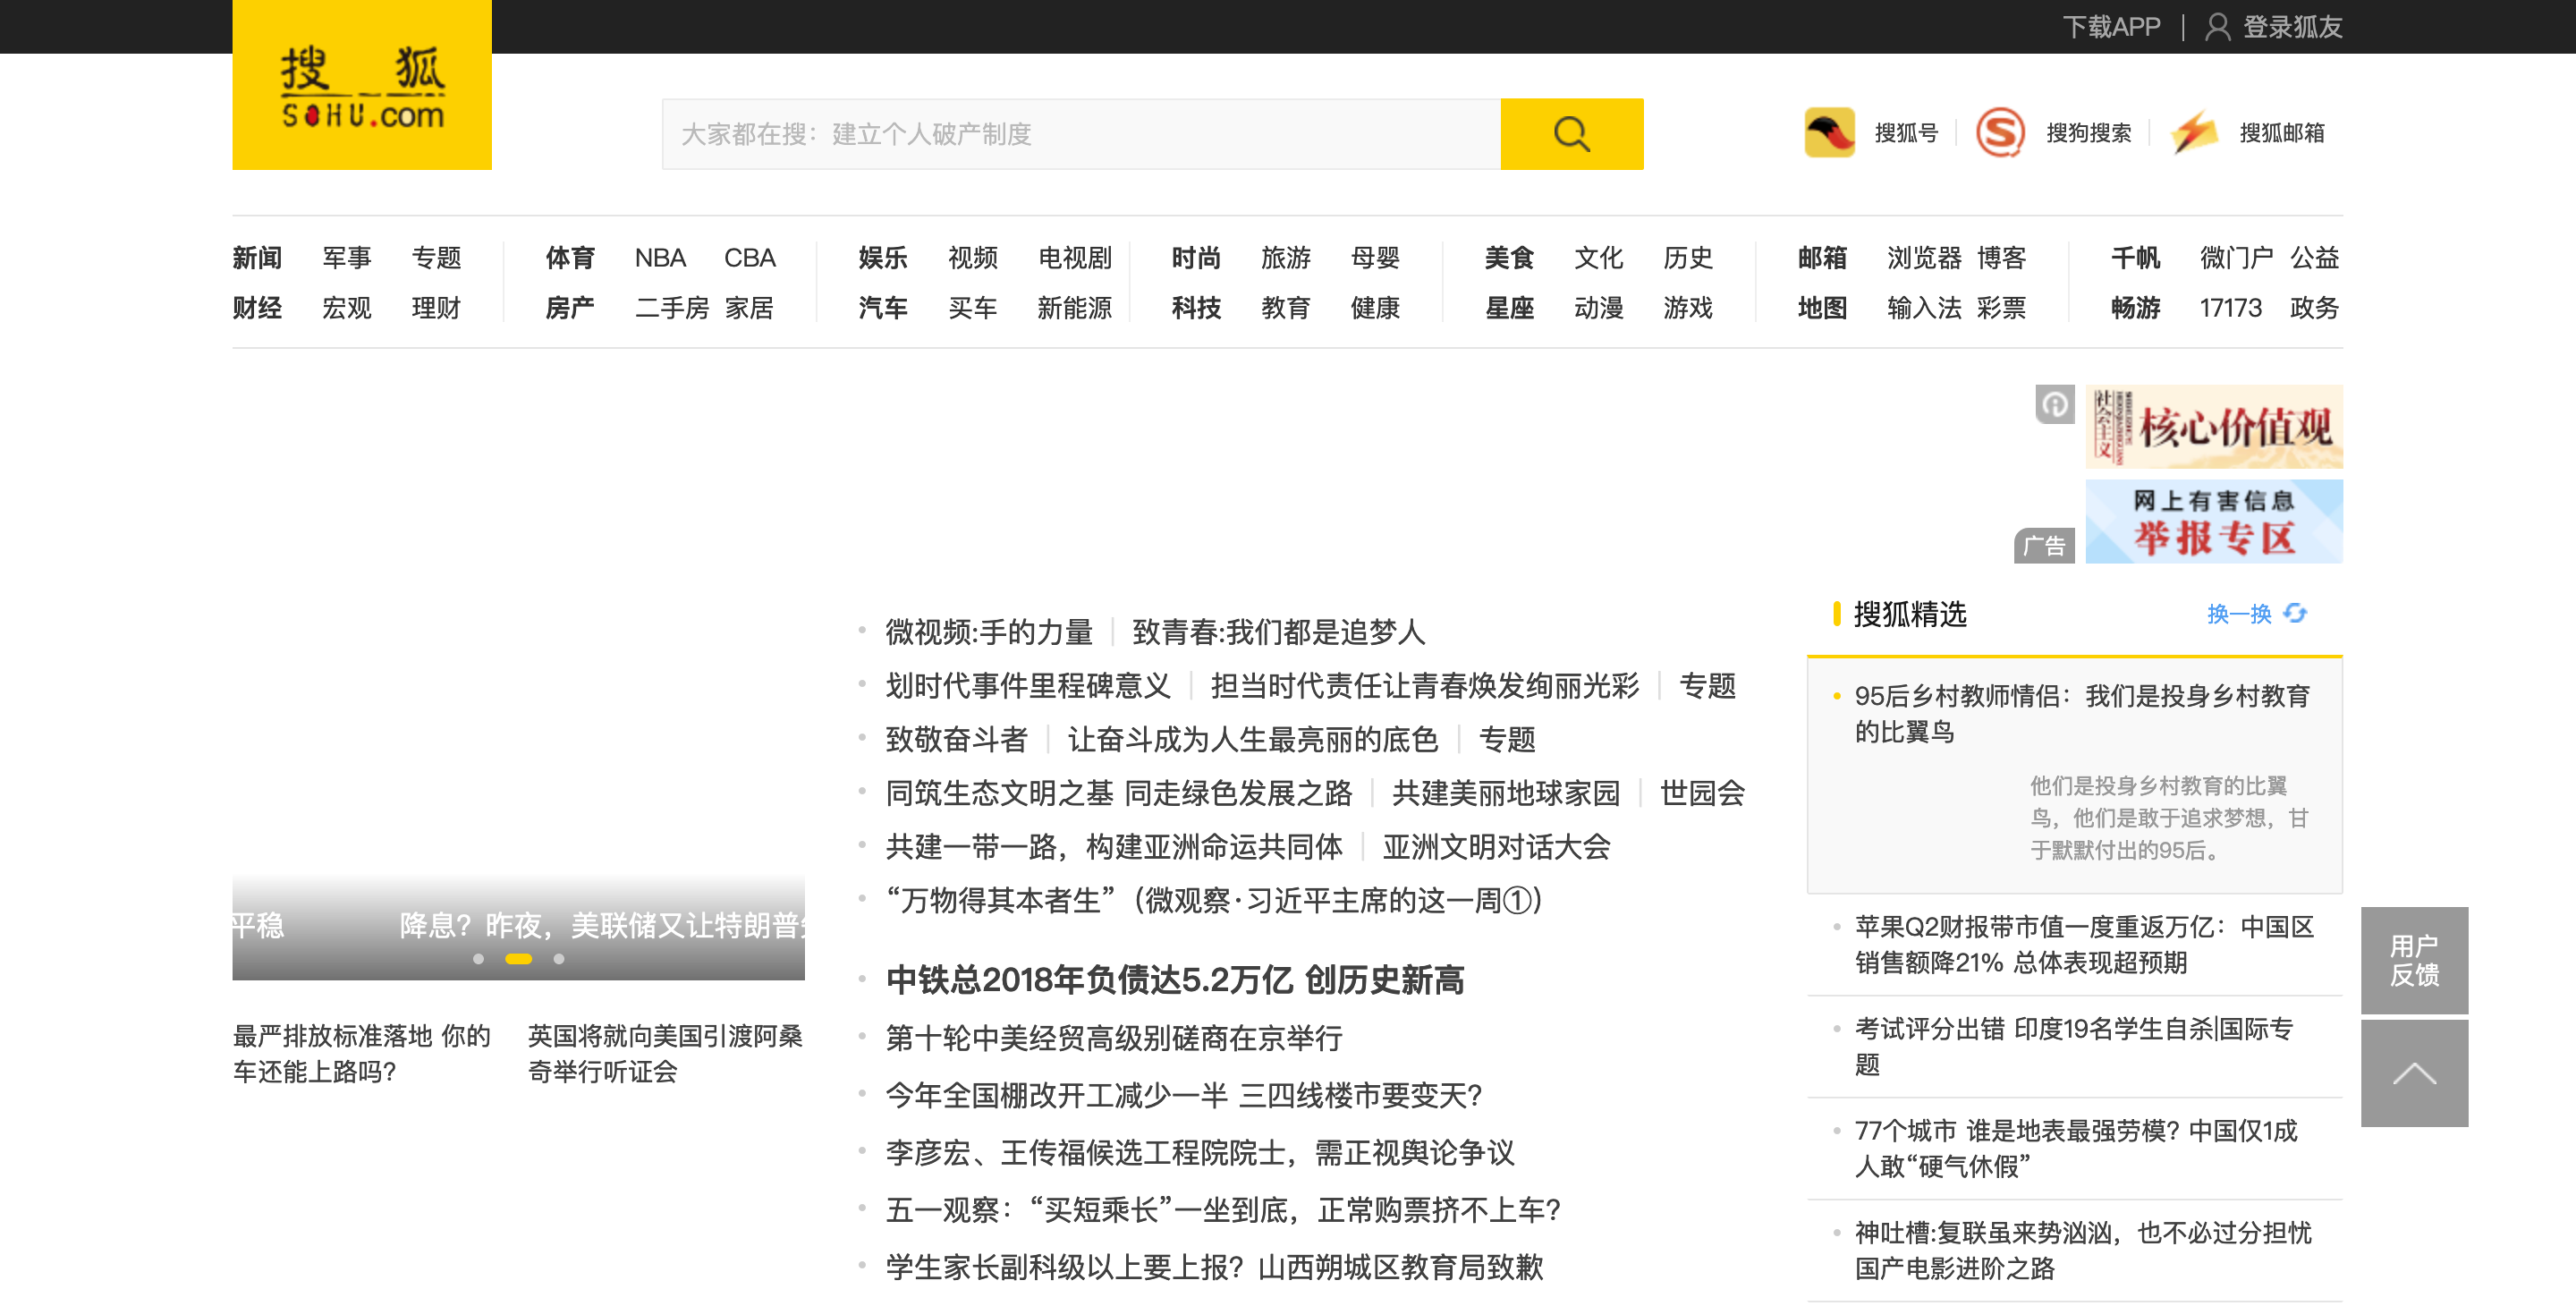 下载APP
登录狐友
搜 狐
SOHU.com
大家都在搜：建立个人破产制度
搜狐号
搜狗搜索
搜狐邮箱
新闻 军事 专题 体育 NBA CBA 娱乐 视频 电视剧 时尚 旅游 母婴 美食 文化 历史 邮箱 浏览器 博客 千帆 微门户 公益
财经 宏观 理财 房产 二手房 家居 汽车 买车 新能源 科技 教育 健康 星座 动漫 游戏 地图 输入法 彩票 畅游 17173 政务
社会主义
核心价值观
网上有害信息
举报专区
广告
平稳 降息？昨夜，美联储又让特朗普
最严排放标准落地 你的
车还能上路吗？
英国将就向美国引渡阿桑
奇举行听证会
微视频:手的力量 致青春:我们都是追梦人
划时代事件里程碑意义 担当时代责任让青春焕发绚丽光彩 专题
致敬奋斗者 让奋斗成为人生最亮丽的底色 专题
同筑生态文明之基 同走绿色发展之路 共建美丽地球家园 世园会
共建一带一路，构建亚洲命运共同体 亚洲文明对话大会
“万物得其本者生”（微观察·习近平主席的这一周①）
中铁总2018年负债达5.2万亿 创历史新高
第十轮中美经贸高级别磋商在京举行
今年全国棚改开工减少一半 三四线楼市要变天？
李彦宏、王传福候选工程院院士，需正视舆论争议
五一观察：“买短乘长”一坐到底，正常购票挤不上车？
学生家长副科级以上要上报？山西朔城区教育局致歉
搜狐精选
换一换
95后乡村教师情侣：我们是投身乡村教育
的比翼鸟
他们是投身乡村教育的比翼
鸟，他们是敢于追求梦想，甘
于默默付出的95后。
苹果Q2财报带市值一度重返万亿：中国区
销售额降21% 总体表现超预期
考试评分出错 印度19名学生自杀|国际专
题
77个城市 谁是地表最强劳模？中国仅1成
人敢“硬气休假”
神吐槽:复联虽来势汹汹，也不必过分担忧
国产电影进阶之路
用户
反馈